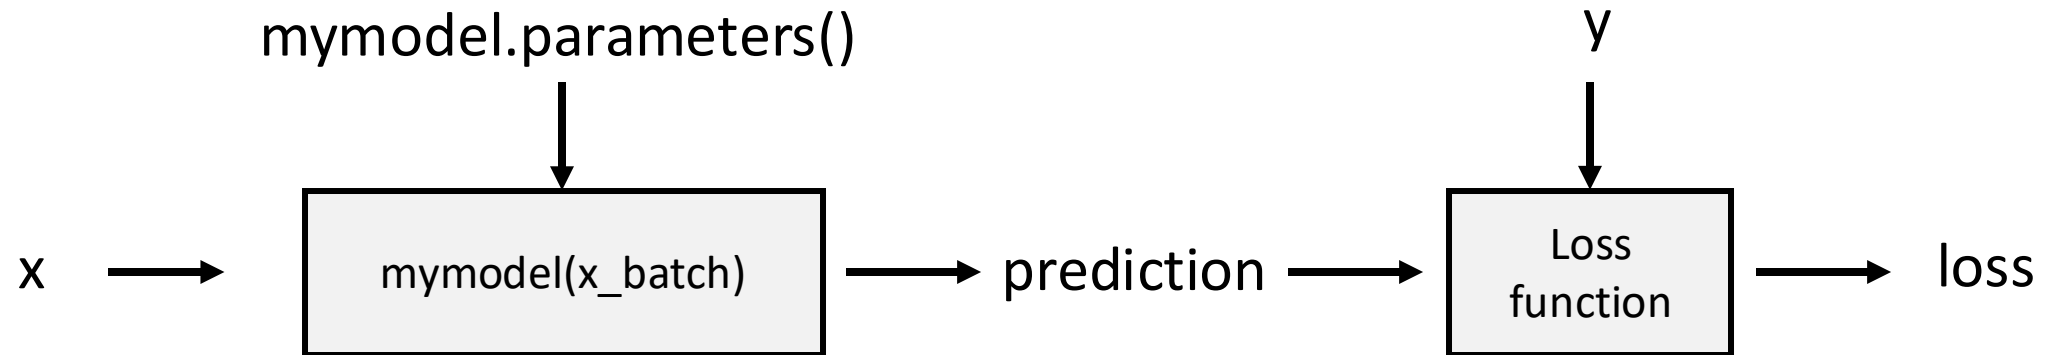 mymodel.parameters()
y
x
mymodel(x_batch)
prediction
Loss
function
loss